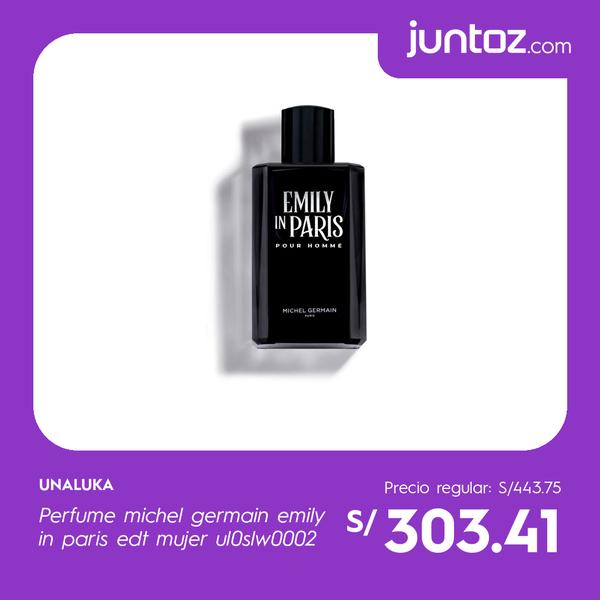 juntoz.com
EMILY
IN PARIS
POUR HOMME
MICHEL GERMAIN
PARIS
UNALUKA
Perfume michel germain emily
in paris edt mujer ul0slw0002
Precio regular: S/443.75
S/ 303.41